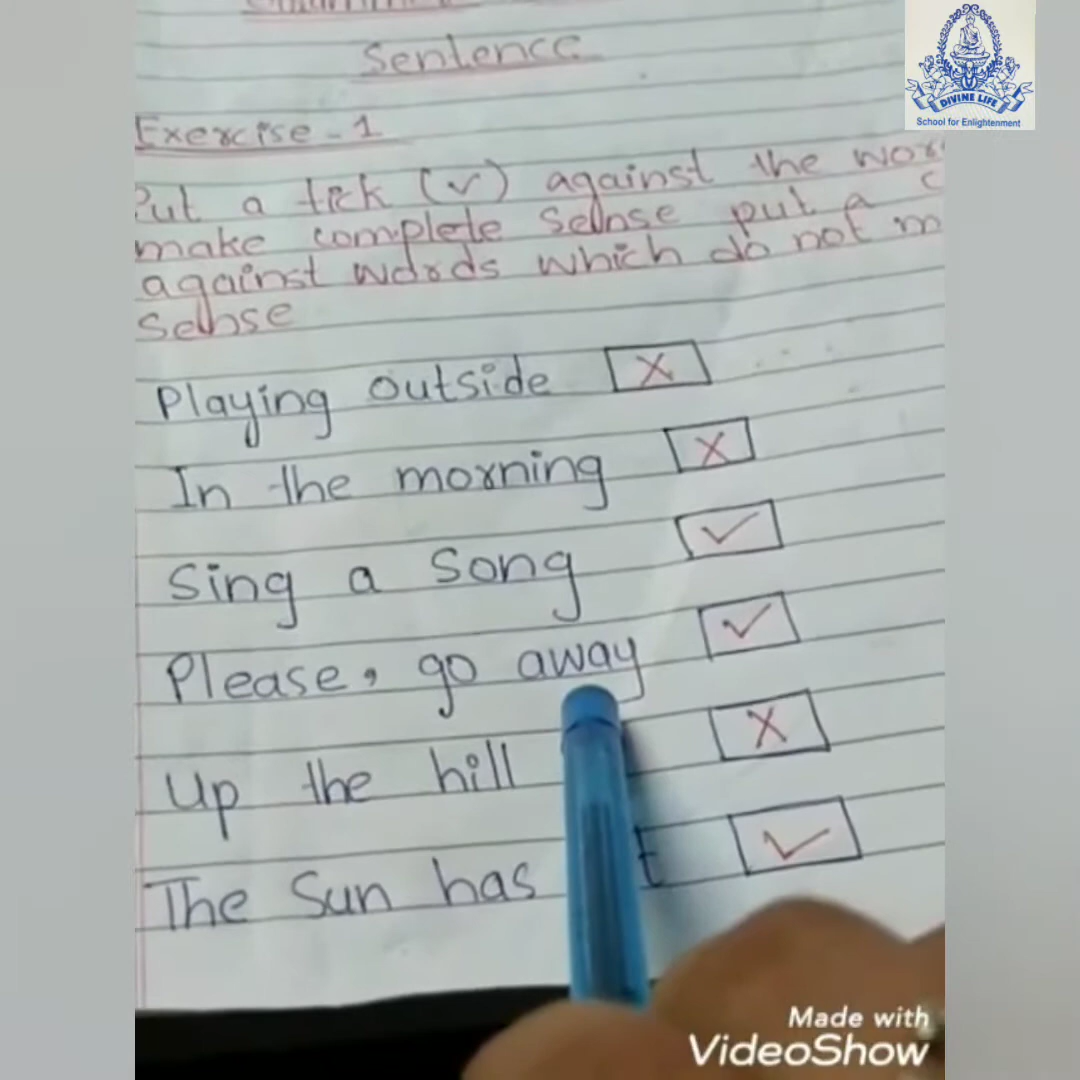 Sentence
DIVINE LIFE
School for Enlightenment
Exercise - 1
Put a tick (✓) against the
make complete sense put a
against words which do not
sense
Playing outside X
In the morning X
Sing a song ✓
Please, go away ✓
Up the hill X
The Sun has ✓
Made with
VideoShow